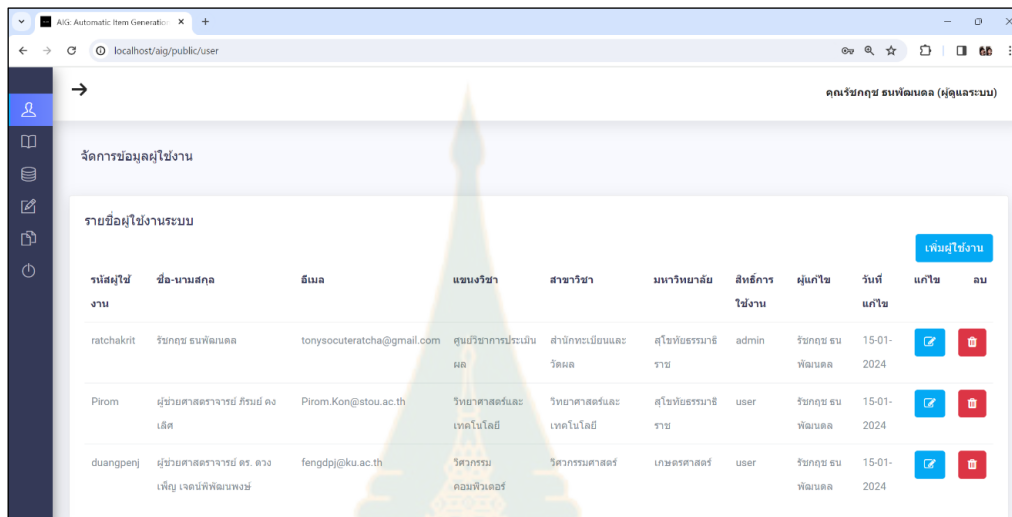 AIG: Automatic Item Generation
localhost/aig/public/user
คุณรัชกฤช ธนพัฒนดล (ผู้ดูแลระบบ)
จัดการข้อมูลผู้ใช้งาน
รายชื่อผู้ใช้งานระบบ
เพิ่มผู้ใช้งาน
รหัสผู้ใช้ ชื่อ-นามสกุล อีเมล แขนงวิชา สาขาวิชา มหาวิทยาลัย สิทธิ์การ ผู้แก้ไข วันที่ แก้ไข ลบ
งาน ใช้งาน แก้ไข
ratchakrit รัชกฤช ธนพัฒนดล tonysocuteratcha@gmail.com ศูนย์วิชาการประเมิน สำนักทะเบียนและ สุโขทัยธรรมาธิ admin รัชกฤช ธน 15-01-
ผล วัดผล ราช พัฒนดล 2024
Pirom ผู้ช่วยศาสตราจารย์ ภิรมย์ คง Pirom.Kon@stou.ac.th วิทยาศาสตร์และ วิทยาศาสตร์และ สุโขทัยธรรมาธิ user รัชกฤช ธน 15-01-
เลิศ เทคโนโลยี เทคโนโลยี ราช พัฒนดล 2024
duangpenj ผู้ช่วยศาสตราจารย์ ดร. ดวง fengdpj@ku.ac.th วิศวกรรม วิศวกรรมศาสตร์ เกษตรศาสตร์ user รัชกฤช ธน 15-01-
เพ็ญ เจตน์พิพัฒนพงษ์ คอมพิวเตอร์ พัฒนดล 2024